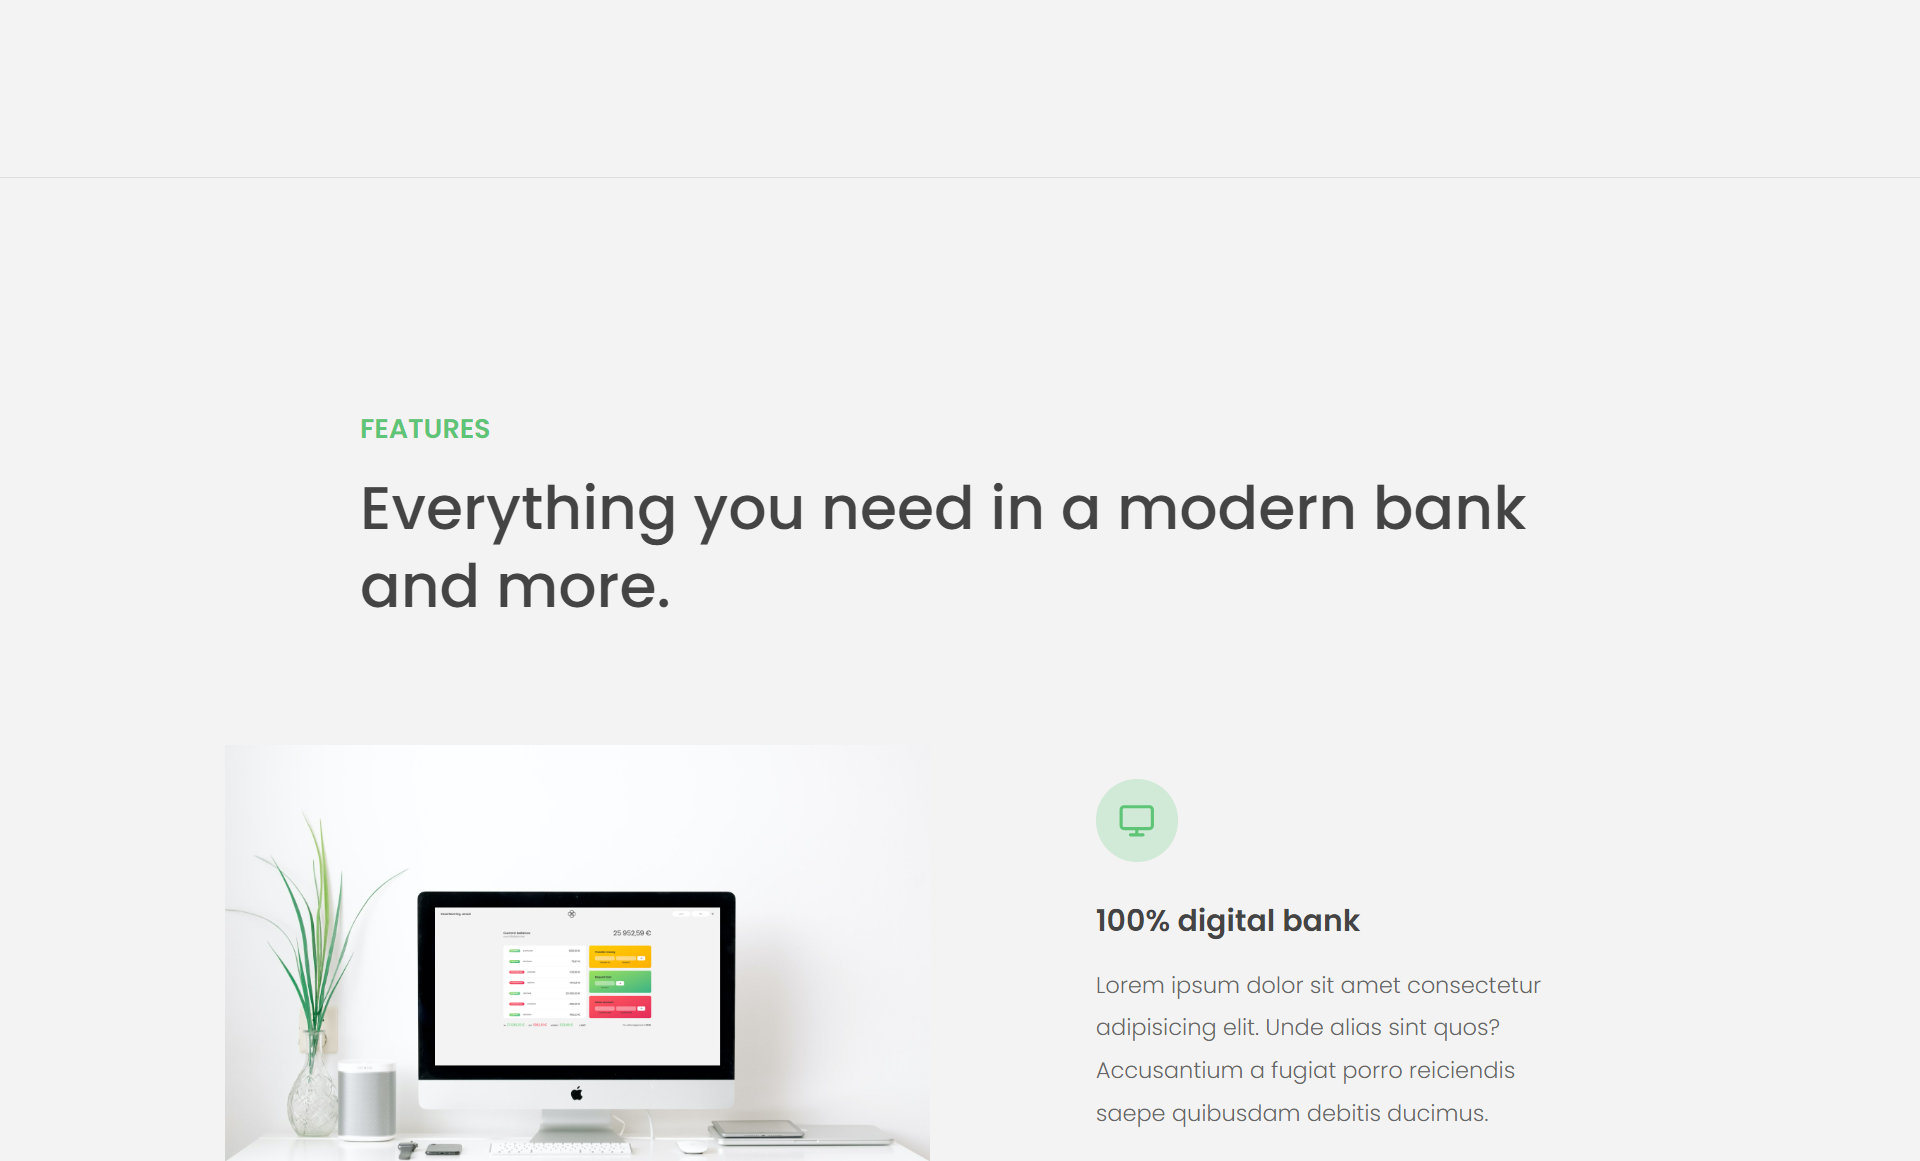 FEATURES
Everything you need in a modern bank
and more.
25 952,59 €
100% digital bank
Lorem ipsum dolor sit amet consectetur
adipisicing elit. Unde alias sint quos?
Accusantium a fugiat porro reiciendis
saepe quibusdam debitis ducimus.